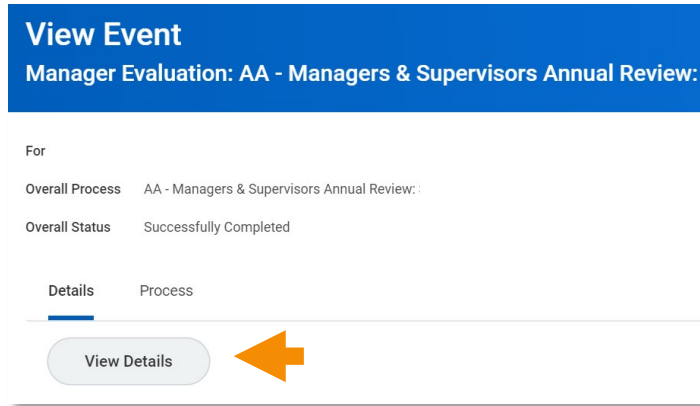 View Event
Manager Evaluation: AA - Managers & Supervisors Annual Review:
For
Overall Process AA - Managers & Supervisors Annual Review:
Overall Status Successfully Completed
Details Process
View Details